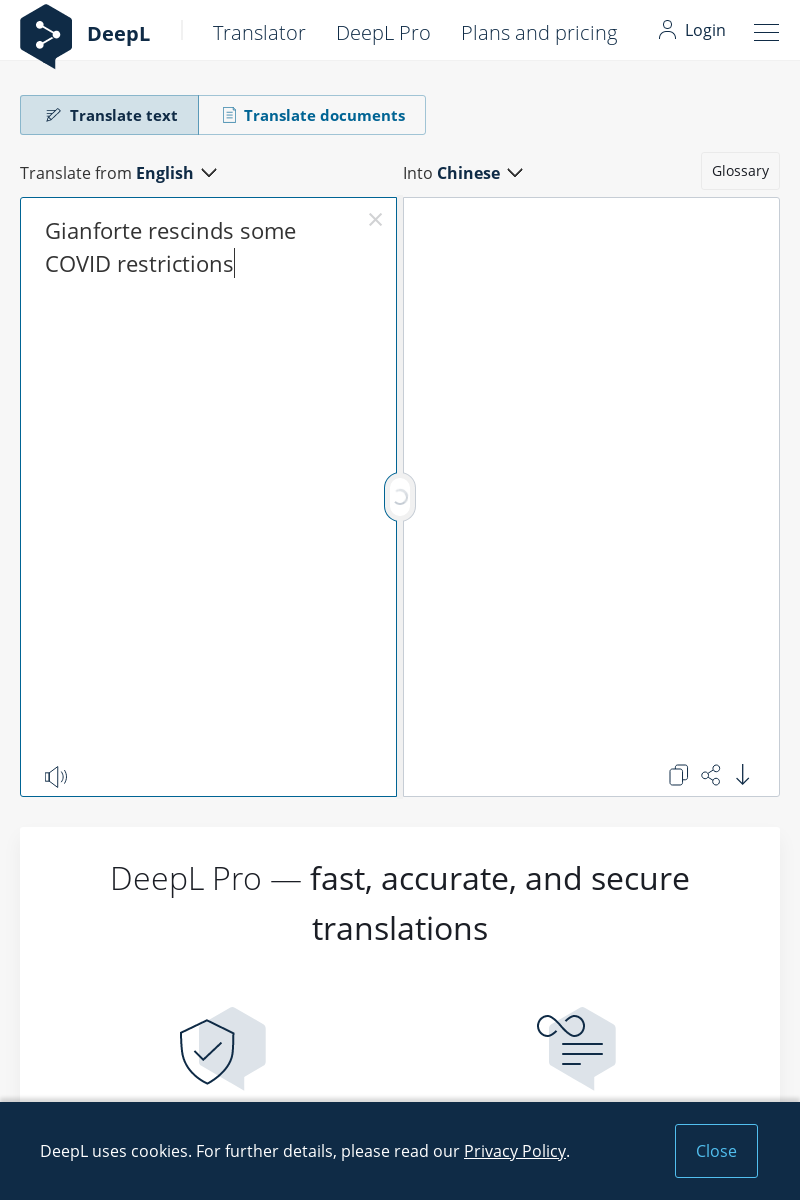 DeepL
Translator
DeepL Pro
Plans and pricing
Login
Translate text
Translate documents
Translate from English
Into Chinese
Glossary
Gianforte rescinds some
COVID restrictions
DeepL Pro — fast, accurate, and secure
translations
DeepL uses cookies. For further details, please read our Privacy Policy.
Close